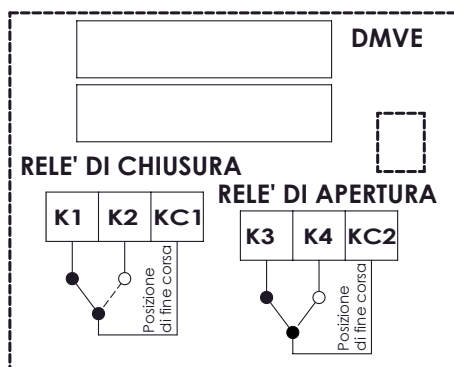 DMVE
RELE' DI CHIUSURA
K1 K2 KC1
Posizione
di fine corsa
RELE' DI APERTURA
K3 K4 KC2
Posizione
di fine corsa